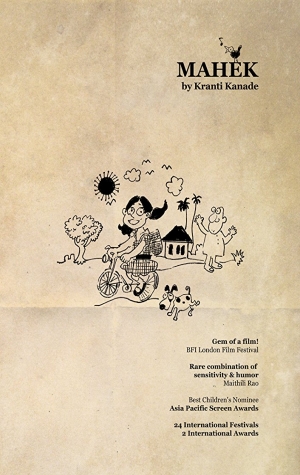 MAHEK
by Kranti Kanade
Gem of a film!
BFI London Film Festival
Rare combination of
sensitivity & humor
Maithili Rao
Best Children's Nominee
Asia Pacific Screen Awards
24 International Festivals
2 International Awards